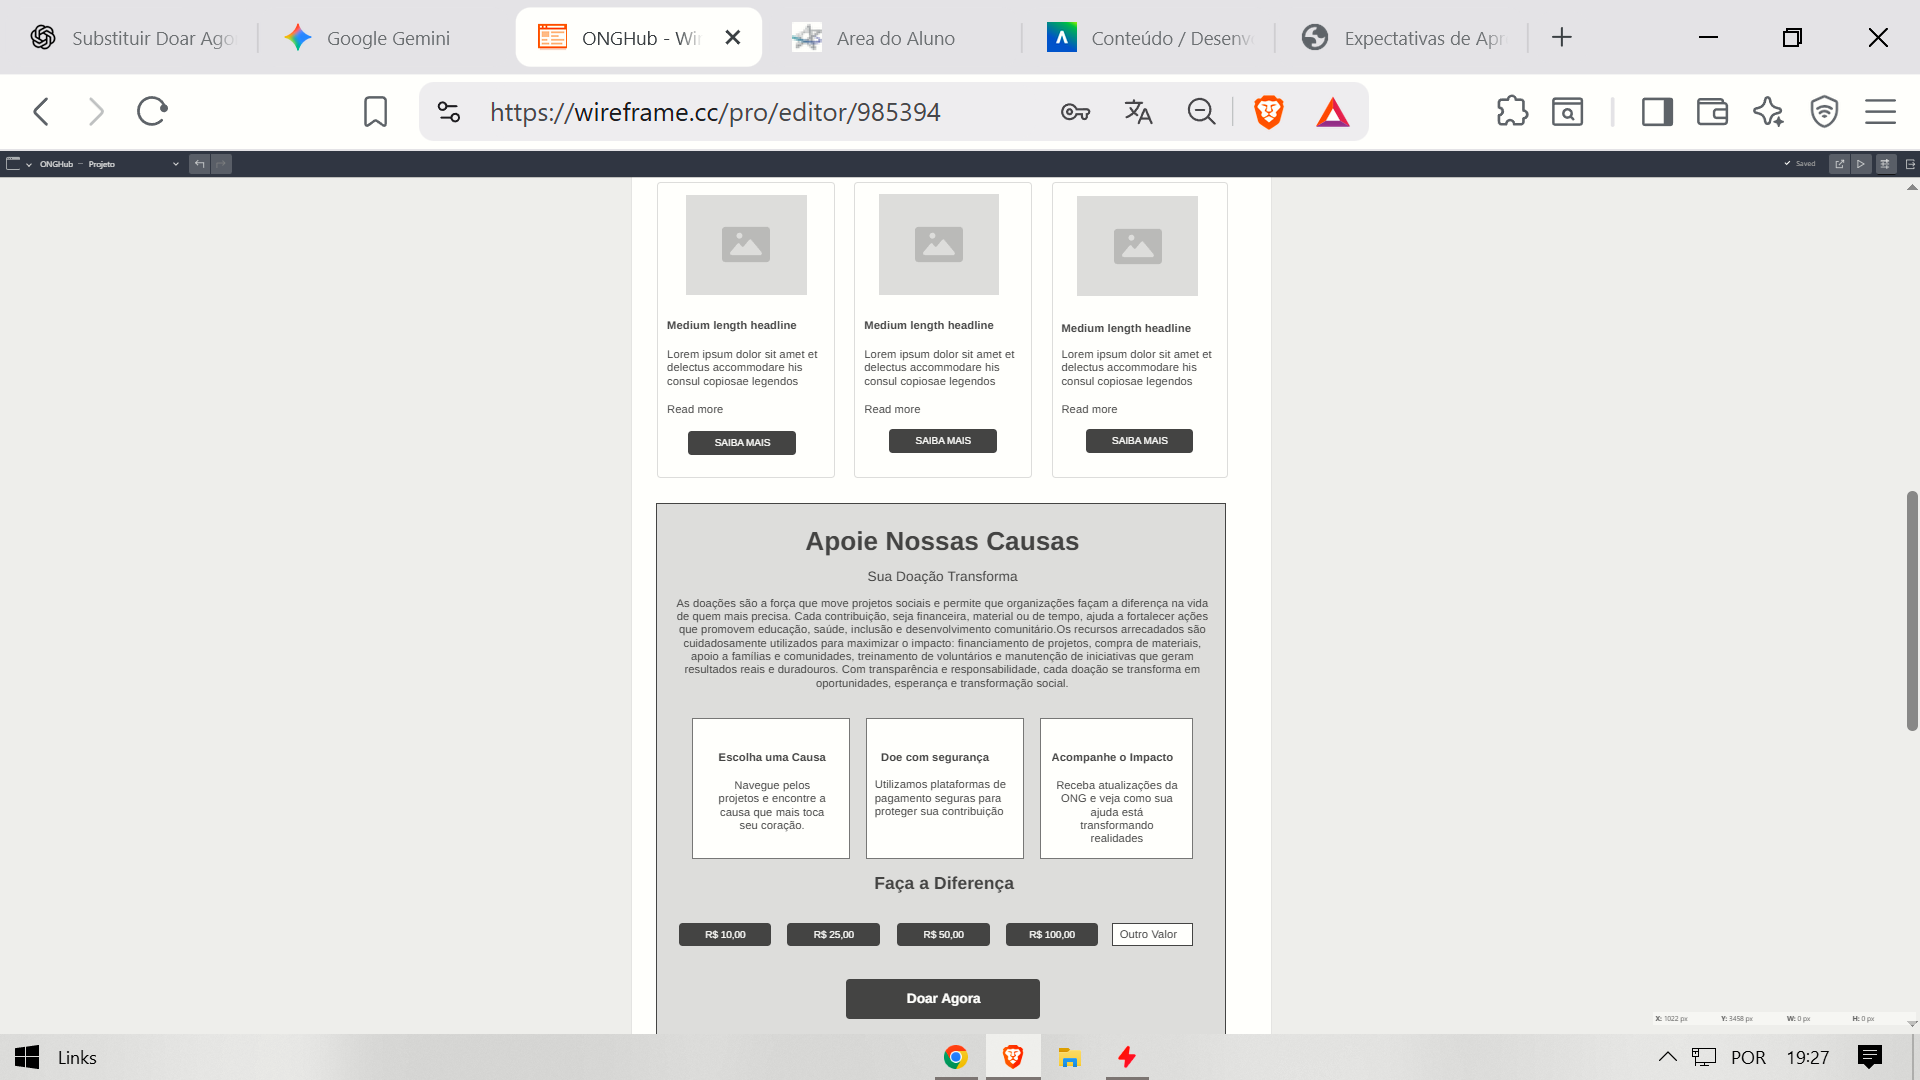 Substituir Doar Ago
Google Gemini
ONGHub - Wi
Area do Aluno
Conteúdo / Desenv
Expectativas de Apr
https://wireframe.cc/pro/editor/985394
ONGHub — Projeto
Saved
Medium length headline
Lorem ipsum dolor sit amet et
delectus accommodare his
consul copiosae legendos
Read more
SAIBA MAIS
Medium length headline
Lorem ipsum dolor sit amet et
delectus accommodare his
consul copiosae legendos
Read more
SAIBA MAIS
Medium length headline
Lorem ipsum dolor sit amet et
delectus accommodare his
consul copiosae legendos
Read more
SAIBA MAIS
Apoie Nossas Causas
Sua Doação Transforma
As doações são a força que move projetos sociais e permite que organizações façam a diferença na vida
de quem mais precisa. Cada contribuição, seja financeira, material ou de tempo, ajuda a fortalecer ações
que promovem educação, saúde, inclusão e desenvolvimento comunitário.Os recursos arrecadados são
cuidadosamente utilizados para maximizar o impacto: financiamento de projetos, compra de materiais,
apoio a famílias e comunidades, treinamento de voluntários e manutenção de iniciativas que geram
resultados reais e duradouros. Com transparência e responsabilidade, cada doação se transforma em
oportunidades, esperança e transformação social.
Escolha uma Causa
Navegue pelos
projetos e encontre a
causa que mais toca
seu coração.
Doe com segurança
Utilizamos plataformas de
pagamento seguras para
proteger sua contribuição
Acompanhe o Impacto
Receba atualizações da
ONG e veja como sua
ajuda está
transformando
realidades
Faça a Diferença
R$ 10,00
R$ 25,00
R$ 50,00
R$ 100,00
Outro Valor
Doar Agora
X: 1022 px
Y: 3458 px
W: 0 px
H: 0 px
Links
POR
19:27